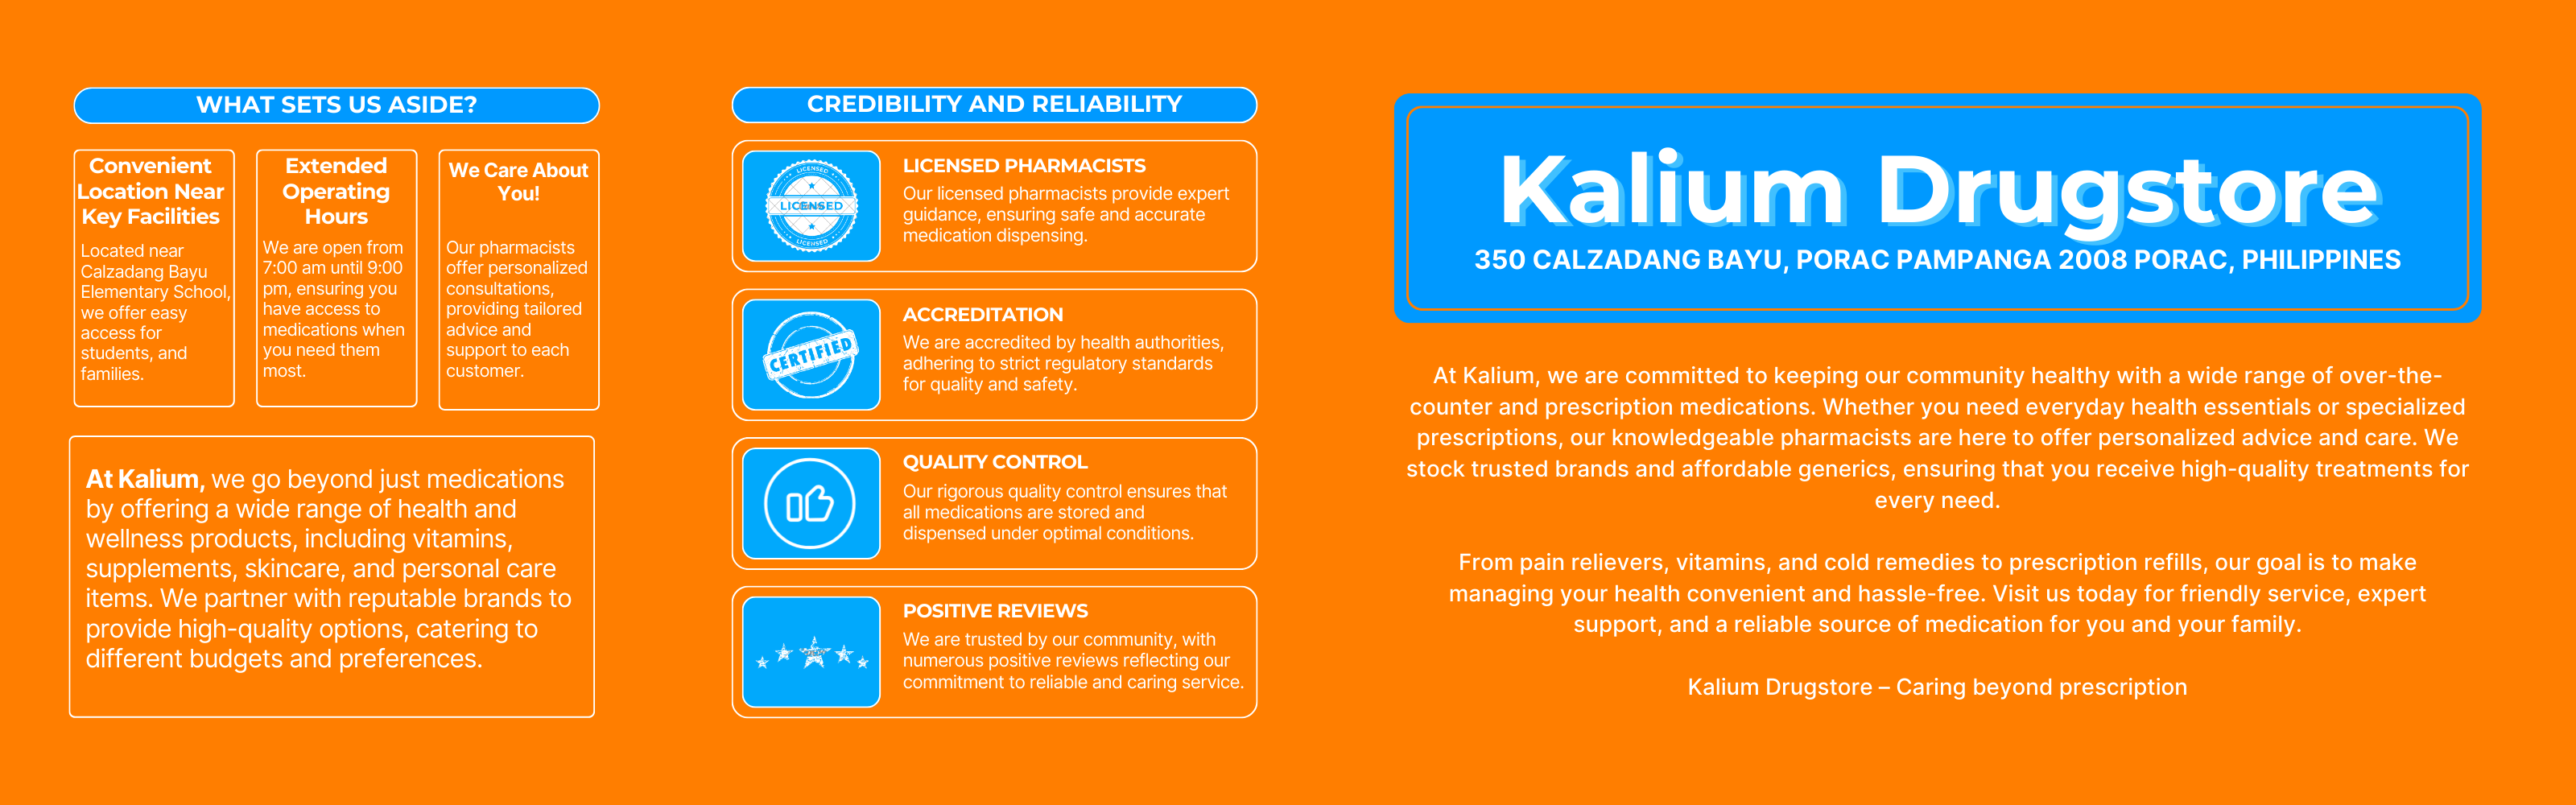 WHAT SETS US ASIDE?
Convenient
Location Near
Key Facilities
Located near
Calzadang Bayu
Elementary School,
we offer easy
access for
students, and
families.
Extended
Operating
Hours
We are open from
7:00 am until 9:00
pm, ensuring you
have access to
medications when
you need them
most.
We Care About
You!
Our pharmacists
offer personalized
consultations,
providing tailored
advice and
support to each
customer.
At Kalium, we go beyond just medications
by offering a wide range of health and
wellness products, including vitamins,
supplements, skincare, and personal care
items. We partner with reputable brands to
provide high-quality options, catering to
different budgets and preferences.
CREDIBILITY AND RELIABILITY
LICENSED
LICENSED
LICENSED
LICENSED PHARMACISTS
Our licensed pharmacists provide expert
guidance, ensuring safe and accurate
medication dispensing.
CERTIFIED
ACCREDITATION
We are accredited by health authorities,
adhering to strict regulatory standards
for quality and safety.
QUALITY CONTROL
Our rigorous quality control ensures that
all medications are stored and
dispensed under optimal conditions.
POSITIVE REVIEWS
We are trusted by our community, with
numerous positive reviews reflecting our
commitment to reliable and caring service.
Kalium Drugstore
350 CALZADANG BAYU, PORAC PAMPANGA 2008 PORAC, PHILIPPINES
At Kalium, we are committed to keeping our community healthy with a wide range of over-the-
counter and prescription medications. Whether you need everyday health essentials or specialized
prescriptions, our knowledgeable pharmacists are here to offer personalized advice and care. We
stock trusted brands and affordable generics, ensuring that you receive high-quality treatments for
every need.
From pain relievers, vitamins, and cold remedies to prescription refills, our goal is to make
managing your health convenient and hassle-free. Visit us today for friendly service, expert
support, and a reliable source of medication for you and your family.
Kalium Drugstore – Caring beyond prescription